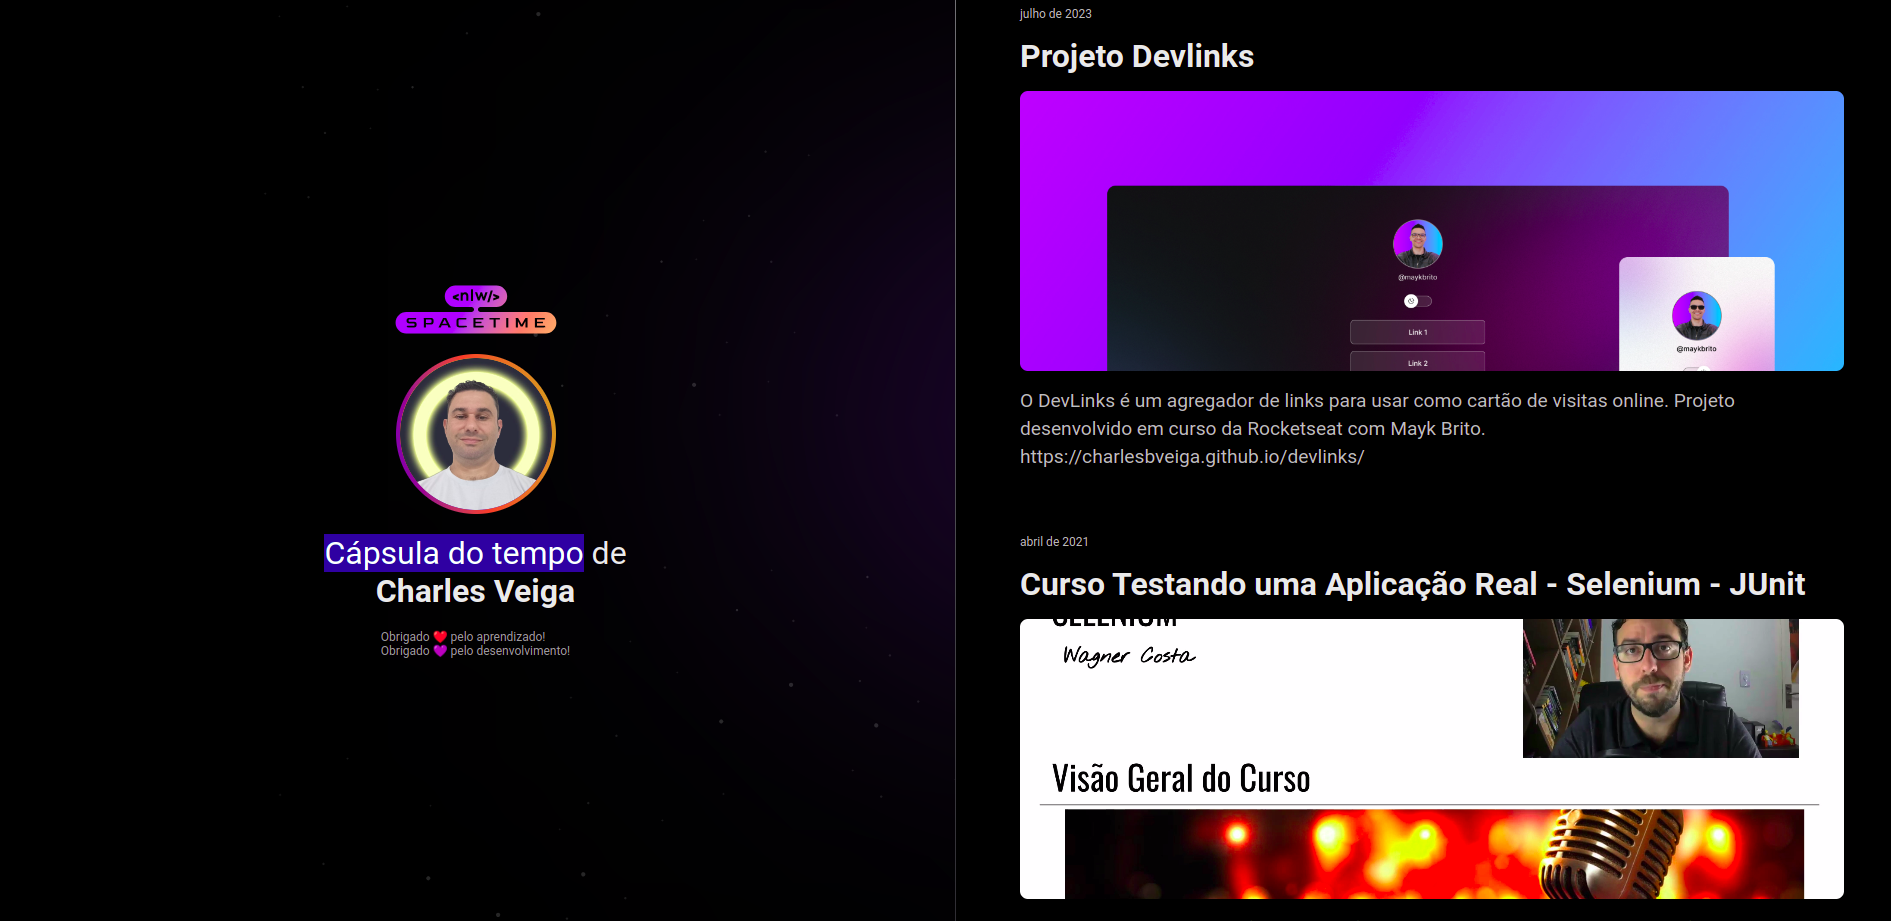 <nlw/>
SPACETIME
Cápsula do tempo de
Charles Veiga
Obrigado ❤️ pelo aprendizado!
Obrigado 💜 pelo desenvolvimento!
julho de 2023
Projeto Devlinks
@maykbrito
Link 1
Link 2
@maykbrito
O DevLinks é um agregador de links para usar como cartão de visitas online. Projeto
desenvolvido em curso da Rocketseat com Mayk Brito.
https://charlesbveiga.github.io/devlinks/
abril de 2021
Curso Testando uma Aplicação Real - Selenium - JUnit
SELENIUM
Wagner Costa
Visão Geral do Curso